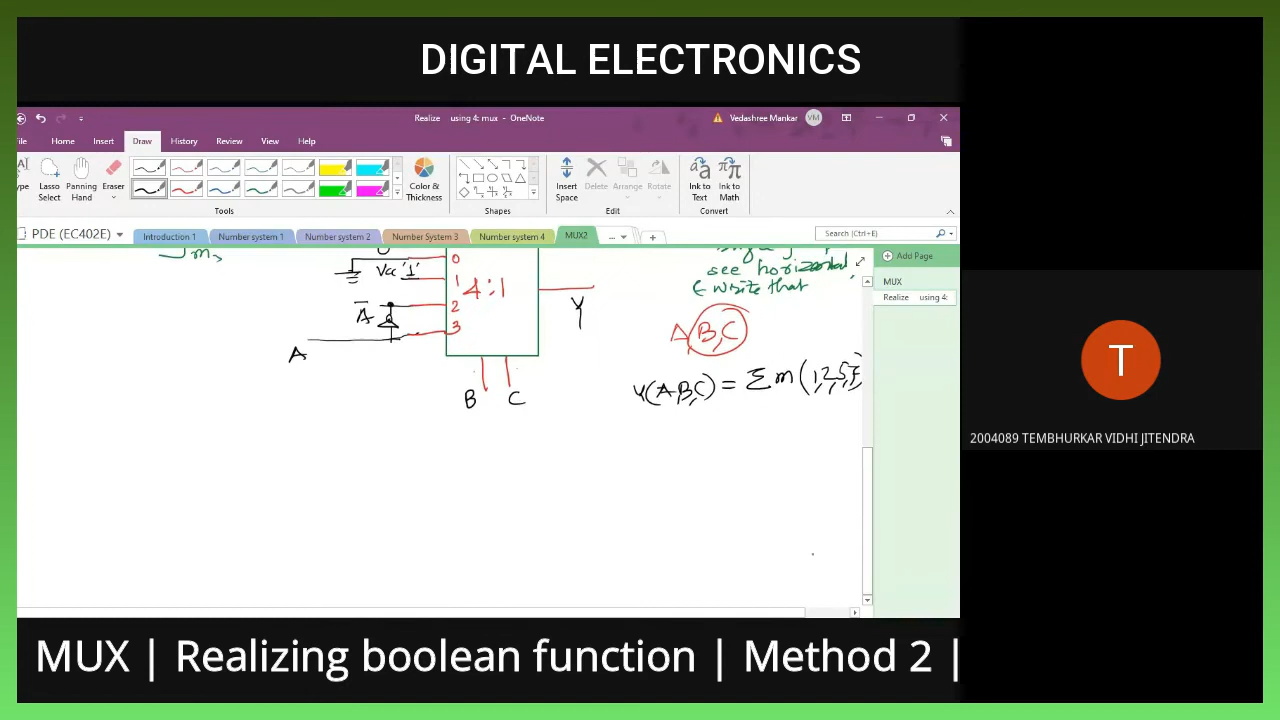 DIGITAL ELECTRONICS
Realize using 4: mux - OneNote
Vedashree Mankar
VM
File
Home
Insert
Draw
History
Review
View
Help
Type
Lasso
Select
Panning
Hand
Eraser
Color &
Thickness
Insert
Space
Delete
Arrange
Rotate
Ink to
Text
Ink to
Math
Tools
Shapes
Edit
Convert
PDE (EC402E)
Introduction 1
Number system 1
Number system 2
Number System 3
Number system 4
MUX2
...
Search (Ctrl+E)
Add Page
MUX
Realize using 4:
see horizontal
& write that
0
Vcc '1'
1
4:1
Ā
2
3
A
Y
B
C
A, B, C
Y(A,B,C) = Σm(1,2,5,7)
T
2004089 TEMBHURKAR VIDHI JITENDRA
MUX | Realizing boolean function | Method 2 |